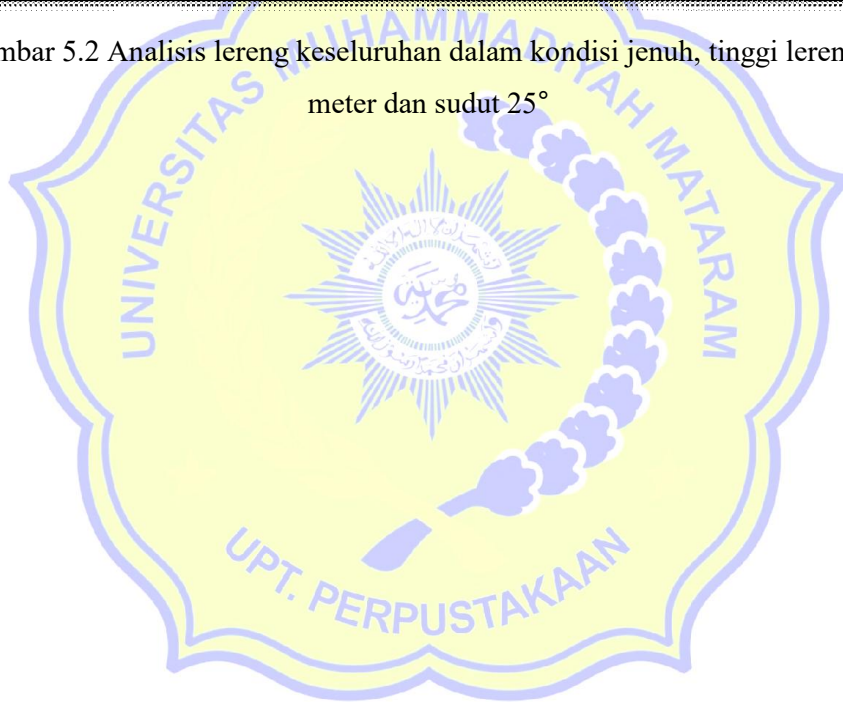 mbar 5.2 Analisis lereng keseluruhan dalam kondisi jenuh, tinggi leren
meter dan sudut 25°
UNIVERSITAS MUHAMMADIYAH MATARAM
محمد
UPT. PERPUSTAKAAN